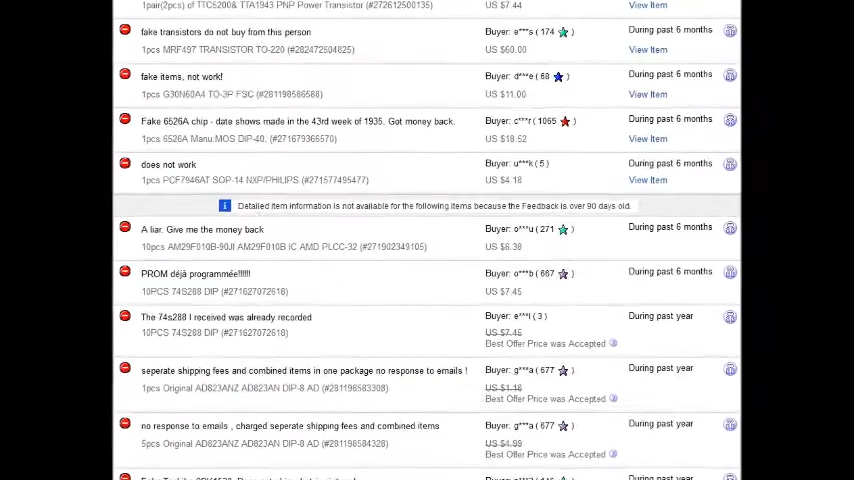 1pair(2pcs) of TTC5200& TTA1943 PNP Power Transistor (#272612500135) US $7.44 View Item
fake transistors do not buy from this person Buyer: e***s ( 174 ) During past 6 months
1pcs MRF497 TRANSISTOR TO-220 (#282472504825) US $60.00 View Item
fake items, not work! Buyer: d***e ( 68 ) During past 6 months
1pcs G30N60A4 TO-3P FSC (#281198586588) US $11.00 View Item
Fake 6526A chip - date shows made in the 43rd week of 1935. Got money back. Buyer: c***r ( 1065 ) During past 6 months
1pcs 6526A Manu:MOS DIP-40, (#271679366570) US $18.52 View Item
does not work Buyer: u***k ( 5 ) During past 6 months
1pcs PCF7946AT SOP-14 NXP/PHILIPS (#271577495477) US $4.18 View Item
Detailed item information is not available for the following items because the Feedback is over 90 days old.
A liar. Give me the money back Buyer: o***u ( 271 ) During past 6 months
10pcs AM29F010B-90JI AM29F010B IC AMD PLCC-32 (#271902349105) US $6.38
PROM déjà programmée!!!!!! Buyer: o***b ( 667 ) During past 6 months
10PCS 74S288 DIP (#271627072618) US $7.45
The 74s288 I received was already recorded Buyer: e***l ( 3 ) During past year
10PCS 74S288 DIP (#271627072618) US $7.45
Best Offer Price was Accepted
seperate shipping fees and combined items in one package no response to emails ! Buyer: g***a ( 677 ) During past year
1pcs Original AD823ANZ AD823AN DIP-8 AD (#281198583308) US $1.18
Best Offer Price was Accepted
no response to emails , charged seperate shipping fees and combined items Buyer: g***a ( 677 ) During past year
5pcs Original AD823ANZ AD823AN DIP-8 AD (#281198584328) US $4.99
Best Offer Price was Accepted